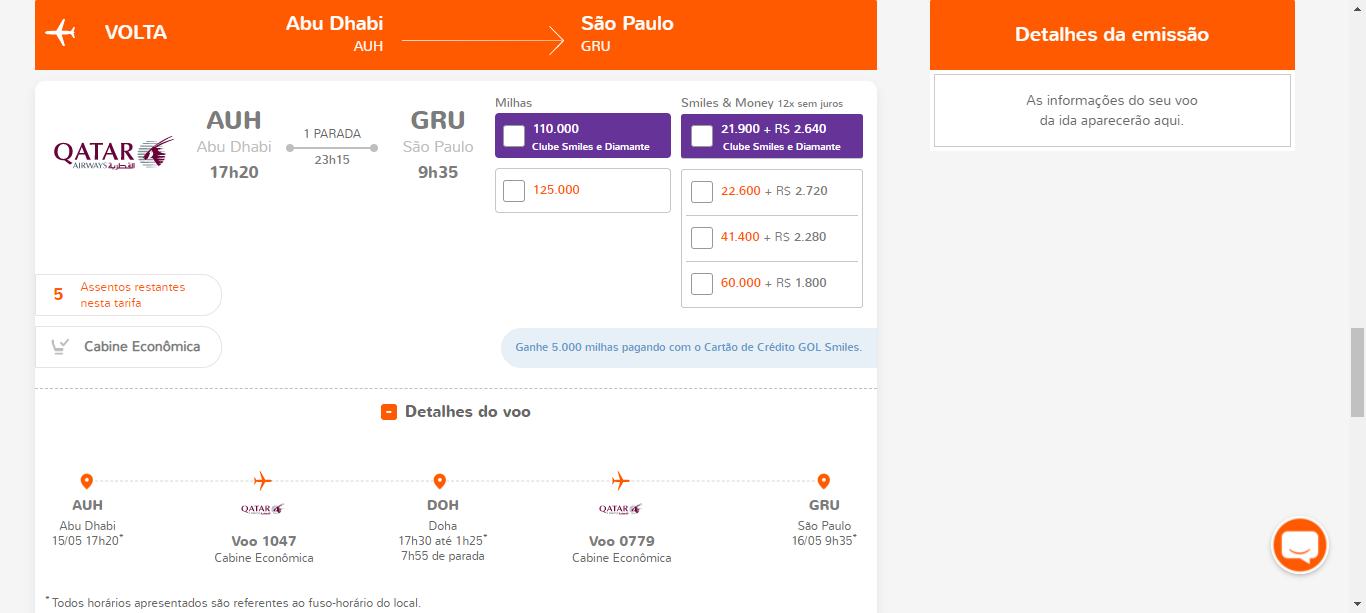 VOLTA
Abu Dhabi
AUH
São Paulo
GRU
Detalhes da emissão
As informações do seu voo
da ida aparecerão aqui.
QATAR
AIRWAYS القطرية
AUH
Abu Dhabi
17h20
1 PARADA
23h15
GRU
São Paulo
9h35
Milhas
110.000
Clube Smiles e Diamante
125.000
Smiles & Money 12x sem juros
21.900 + R$ 2.640
Clube Smiles e Diamante
22.600 + R$ 2.720
41.400 + R$ 2.280
60.000 + R$ 1.800
5 Assentos restantes
nesta tarifa
Cabine Econômica
Ganhe 5.000 milhas pagando com o Cartão de Crédito GOL Smiles.
- Detalhes do voo
AUH
Abu Dhabi
15/05 17h20*
QATAR
Voo 1047
Cabine Econômica
DOH
Doha
17h30 até 1h25*
7h55 de parada
QATAR
Voo 0779
Cabine Econômica
GRU
São Paulo
16/05 9h35*
* Todos horários apresentados são referentes ao fuso-horário do local.